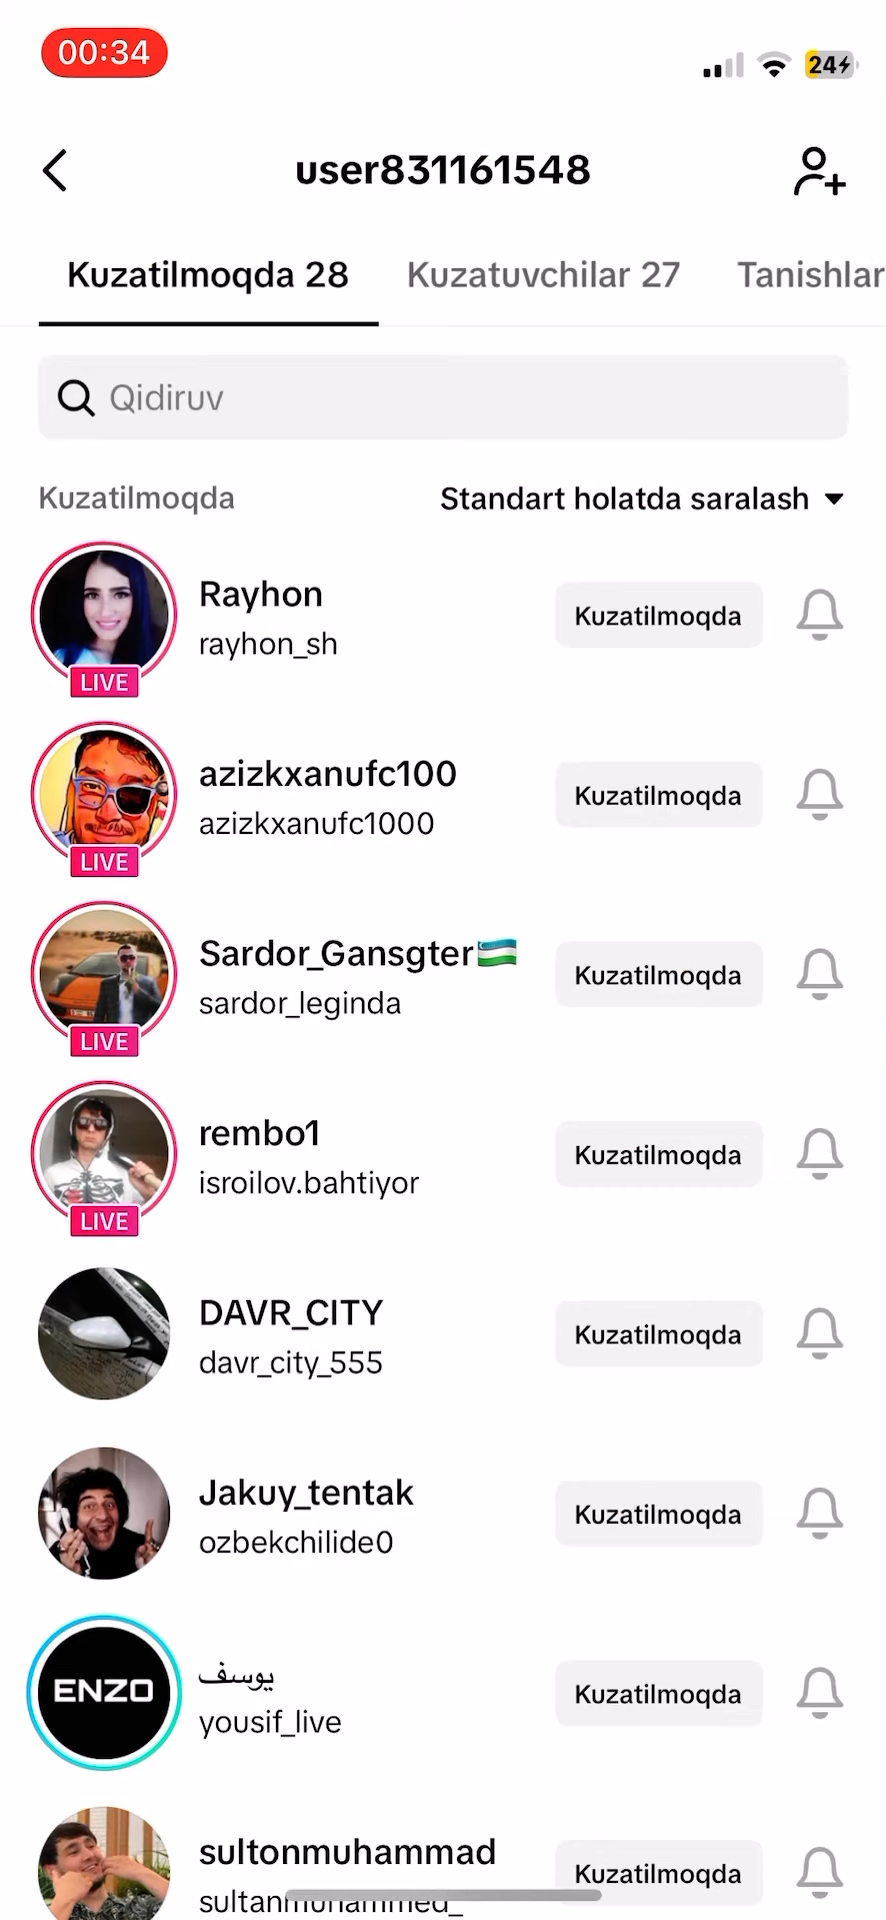 00:34
24
user831161548
Kuzatilmoqda 28 Kuzatuvchilar 27 Tanishlar
Qidiruv
Kuzatilmoqda Standart holatda saralash
Rayhon
rayhon_sh
Kuzatilmoqda
LIVE
azizkxanufc100
azizkxanufc1000
Kuzatilmoqda
LIVE
Sardor_Gansgter🇺🇿
sardor_leginda
Kuzatilmoqda
LIVE
rembo1
isroilov.bahtiyor
Kuzatilmoqda
LIVE
DAVR_CITY
davr_city_555
Kuzatilmoqda
Jakuy_tentak
ozbekchilide0
Kuzatilmoqda
ENZO
يوسف
yousif_live
Kuzatilmoqda
sultonmuhammad
Kuzatilmoqda